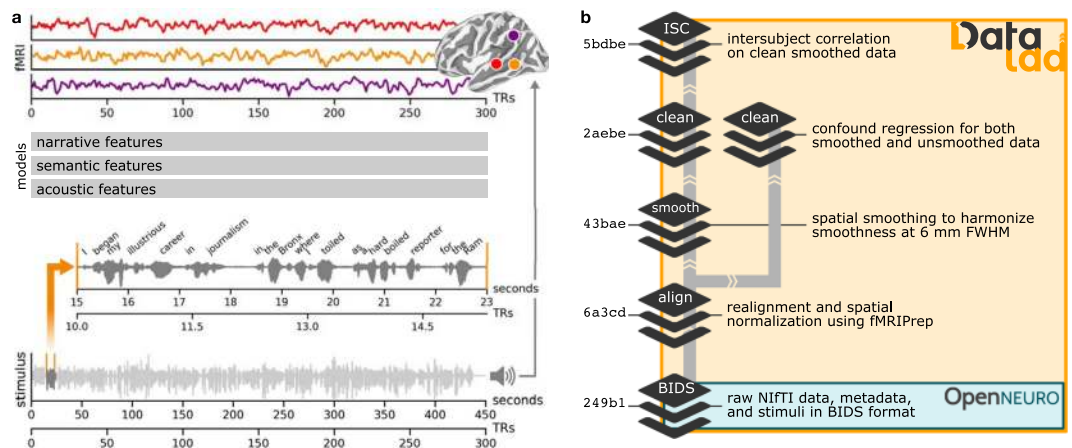 a
fMRI
TRs
0 50 100 150 200 250 300
models
narrative features
semantic features
acoustic features
I began my illustrious career in journalism in the Bronx where I toiled as a hard boiled reporter for the Ram
seconds
15 16 17 18 19 20 21 22 23
TRs
10.0 11.5 13.0 14.5
stimulus
seconds
0 50 100 150 200 250 300 350 400 450
TRs
0 50 100 150 200 250 300
b
ISC
5bdbe
intersubject correlation
on clean smoothed data
Data
lad
clean
clean
2aebe
confound regression for both
smoothed and unsmoothed data
smooth
43bae
spatial smoothing to harmonize
smoothness at 6 mm FWHM
align
6a3cd
realignment and spatial
normalization using fMRIPrep
BIDS
249b1
raw NIfTI data, metadata,
and stimuli in BIDS format
OpenNEURO